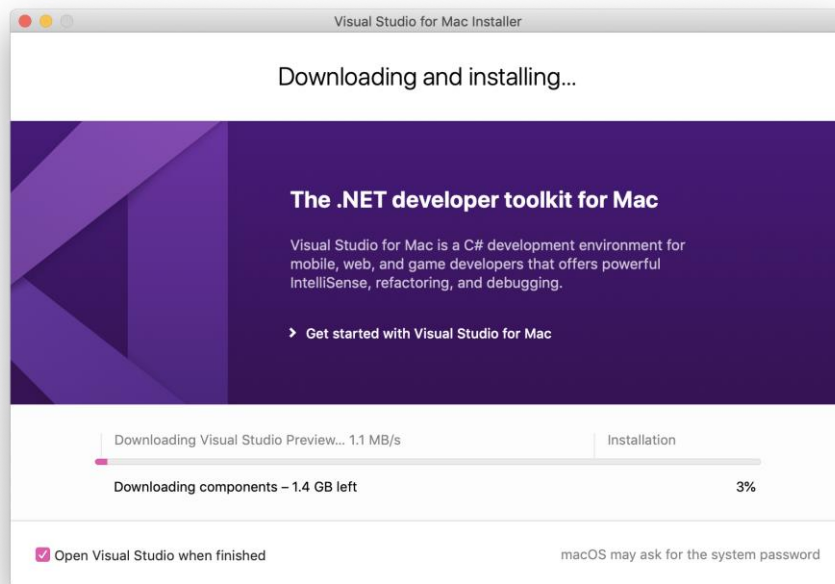 Visual Studio for Mac Installer
Downloading and installing...
The .NET developer toolkit for Mac
Visual Studio for Mac is a C# development environment for
mobile, web, and game developers that offers powerful
IntelliSense, refactoring, and debugging.
Get started with Visual Studio for Mac
Downloading Visual Studio Preview... 1.1 MB/s
Installation
Downloading components – 1.4 GB left
3%
Open Visual Studio when finished
macOS may ask for the system password